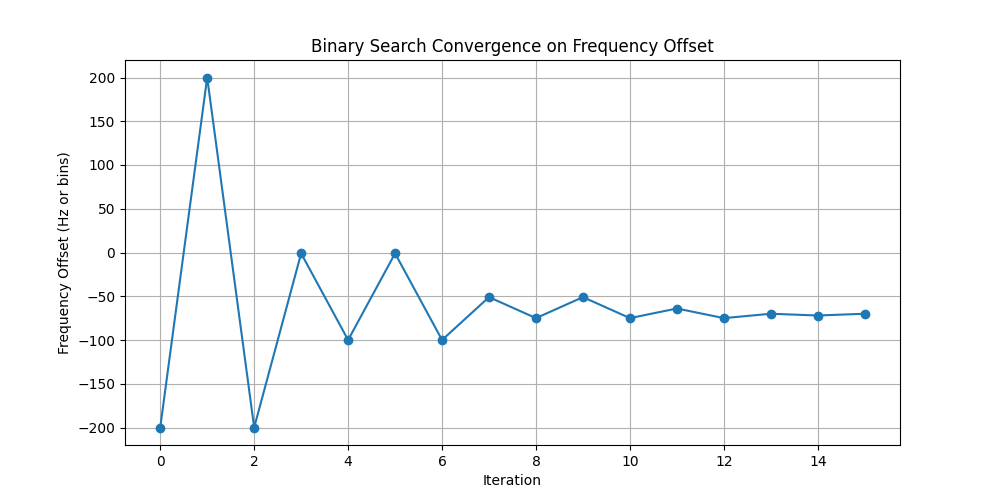 Binary Search Convergence on Frequency Offset
Frequency Offset (Hz or bins)
200
150
100
50
0
−50
−100
−150
−200
0 2 4 6 8 10 12 14
Iteration